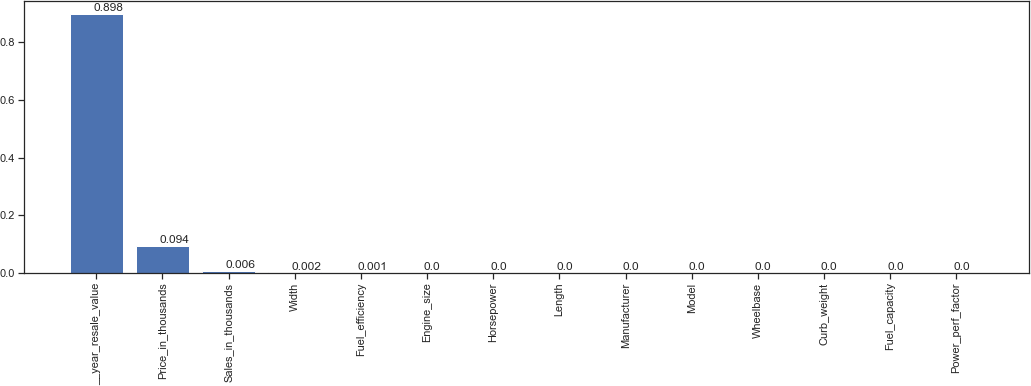 0.898
0.8
0.6
0.4
0.2
0.0
0.094
0.006
0.002
0.001
0.0
0.0
0.0
0.0
0.0
0.0
0.0
0.0
0.0
__year_resale_value
Price_in_thousands
Sales_in_thousands
Width
Fuel_efficiency
Engine_size
Horsepower
Length
Manufacturer
Model
Wheelbase
Curb_weight
Fuel_capacity
Power_perf_factor